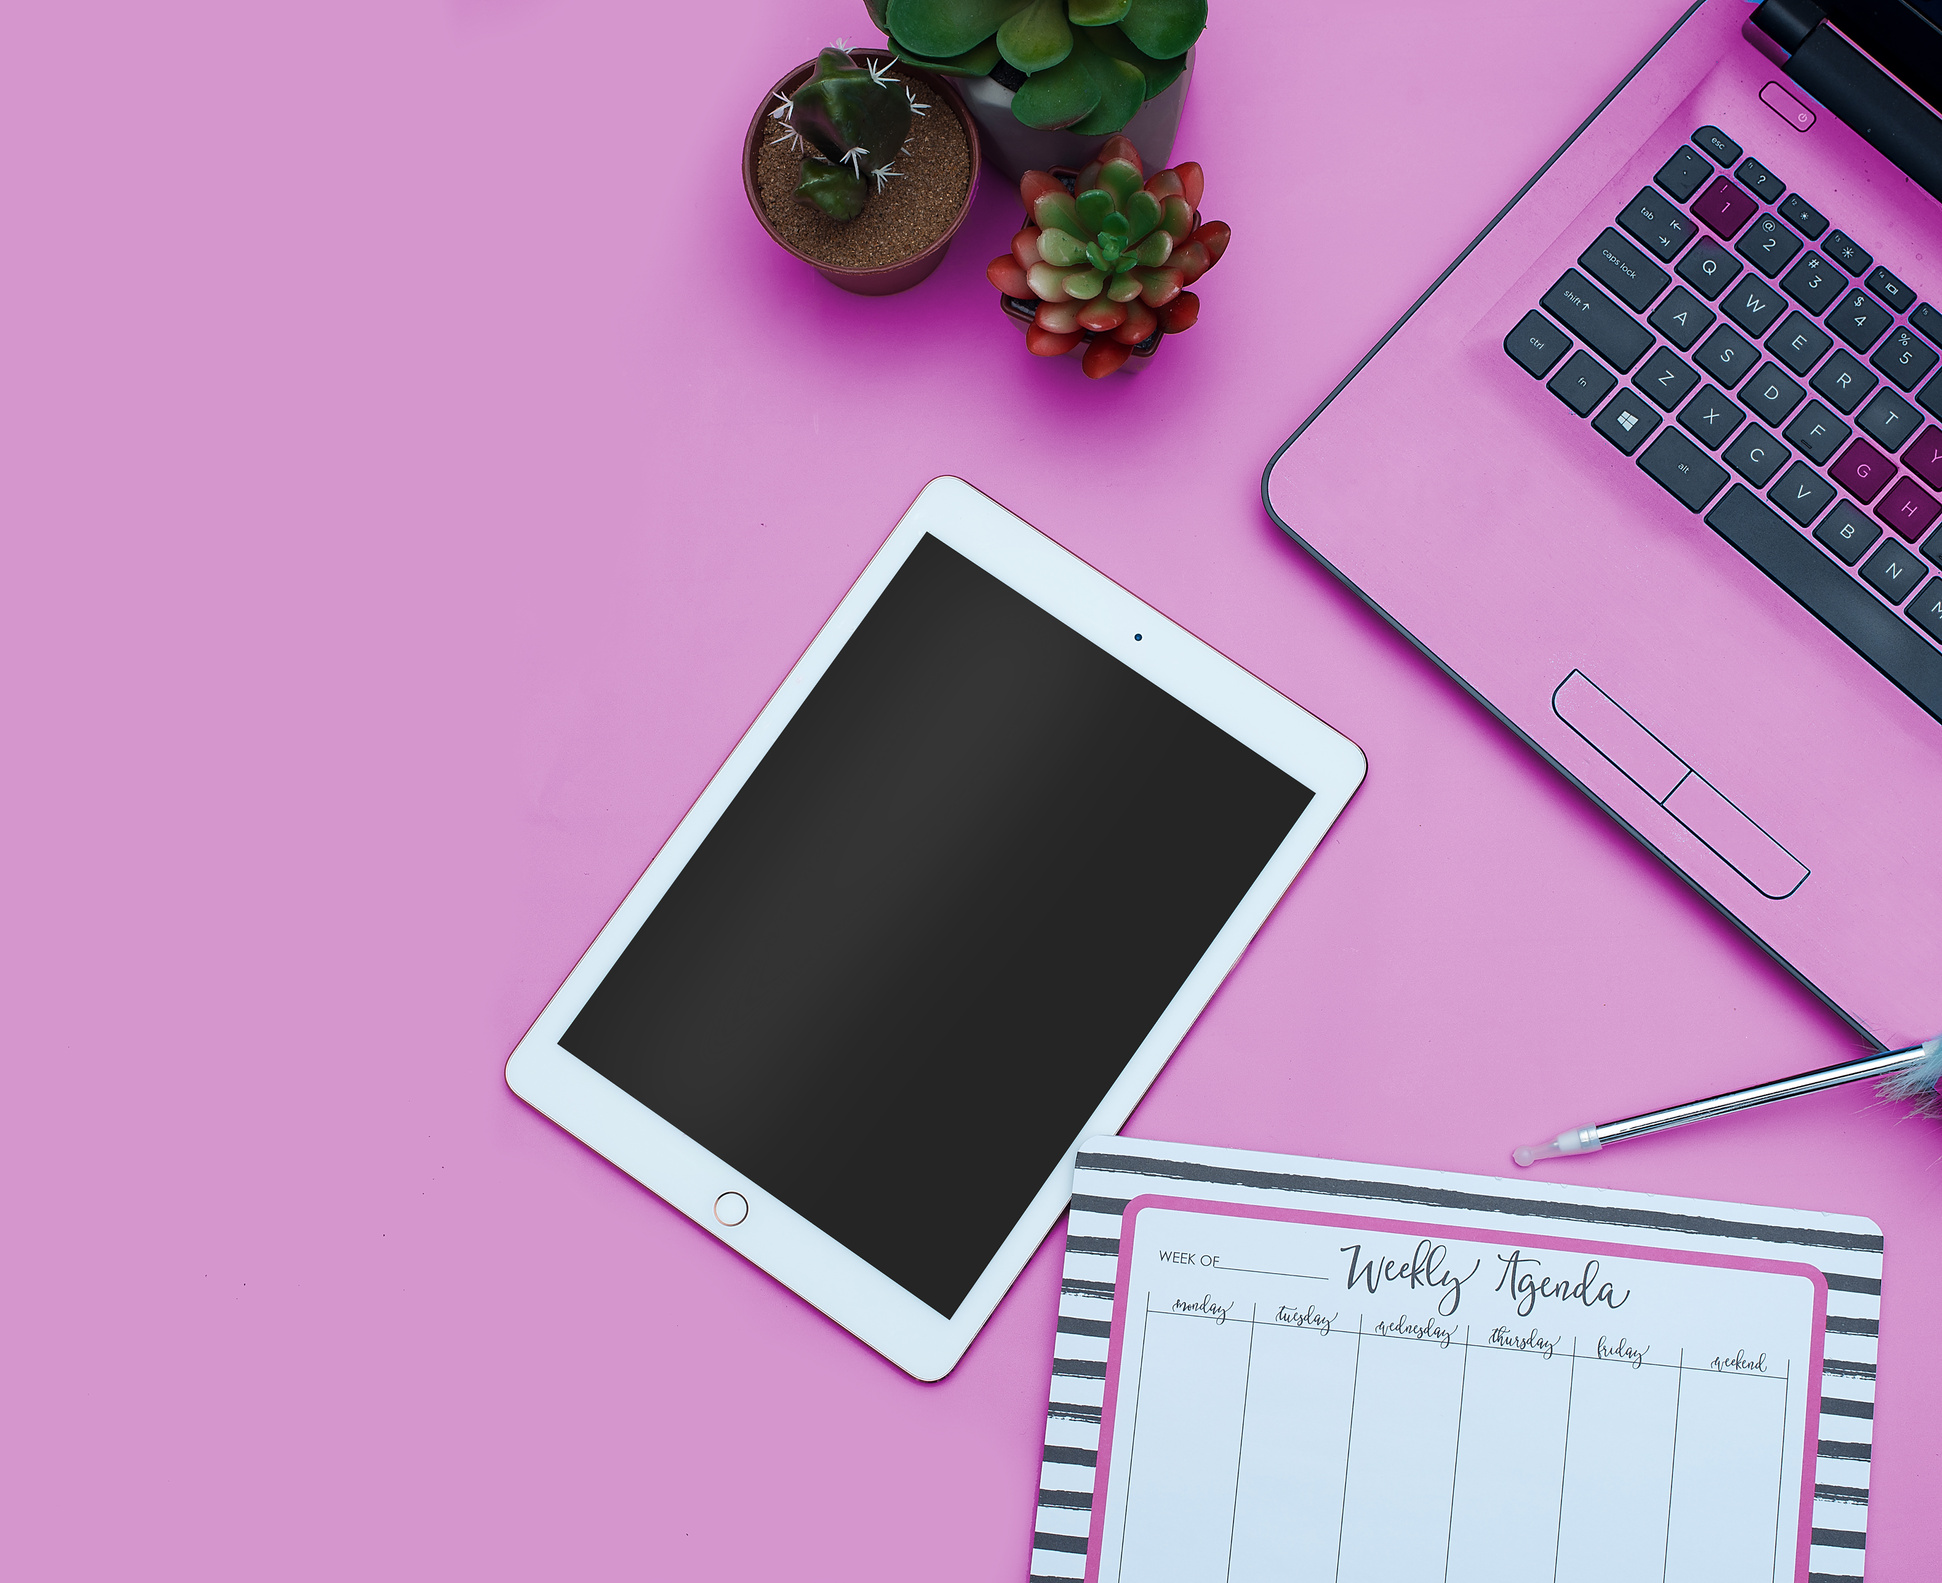 esc
? 
! 1
@ 2
# 3
$ 4
% 5
tab
Q W E R T Y
caps lock
A S D F G H
shift
Z X C V B N M
ctrl fn alt
WEEK OF
Weekly Agenda
monday tuesday wednesday thursday friday weekend